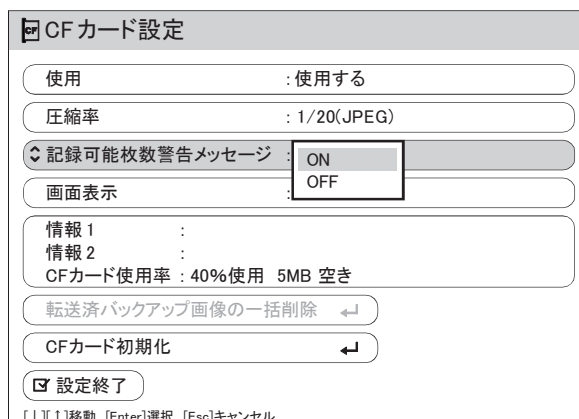 CF CFカード設定
使用 :使用する
圧縮率 :1/20(JPEG)
記録可能枚数警告メッセージ : ON
OFF
画面表示 :
情報1 :
情報2 :
CFカード使用率 :40%使用 5MB 空き
転送済バックアップ画像の一括削除
CFカード初期化
設定終了
[↓][↑]移動 [Enter]選択 [Esc]キャンセル